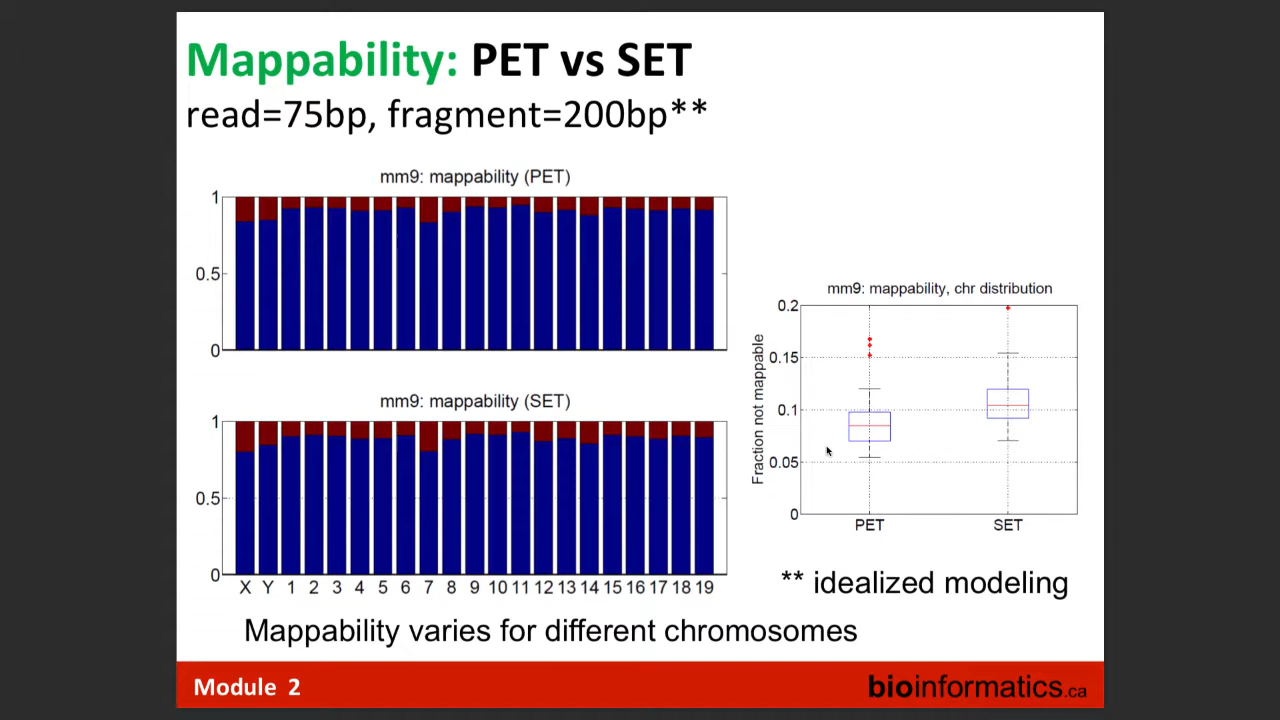 Mappability: PET vs SET
read=75bp, fragment=200bp**
mm9: mappability (PET)
1
0.5
0
mm9: mappability (SET)
1
0.5
0
X Y 1 2 3 4 5 6 7 8 9 10 11 12 13 14 15 16 17 18 19
mm9: mappability, chr distribution
Fraction not mappable
0.2
0.15
0.1
0.05
0
PET SET
** idealized modeling
Mappability varies for different chromosomes
Module 2
bioinformatics.ca